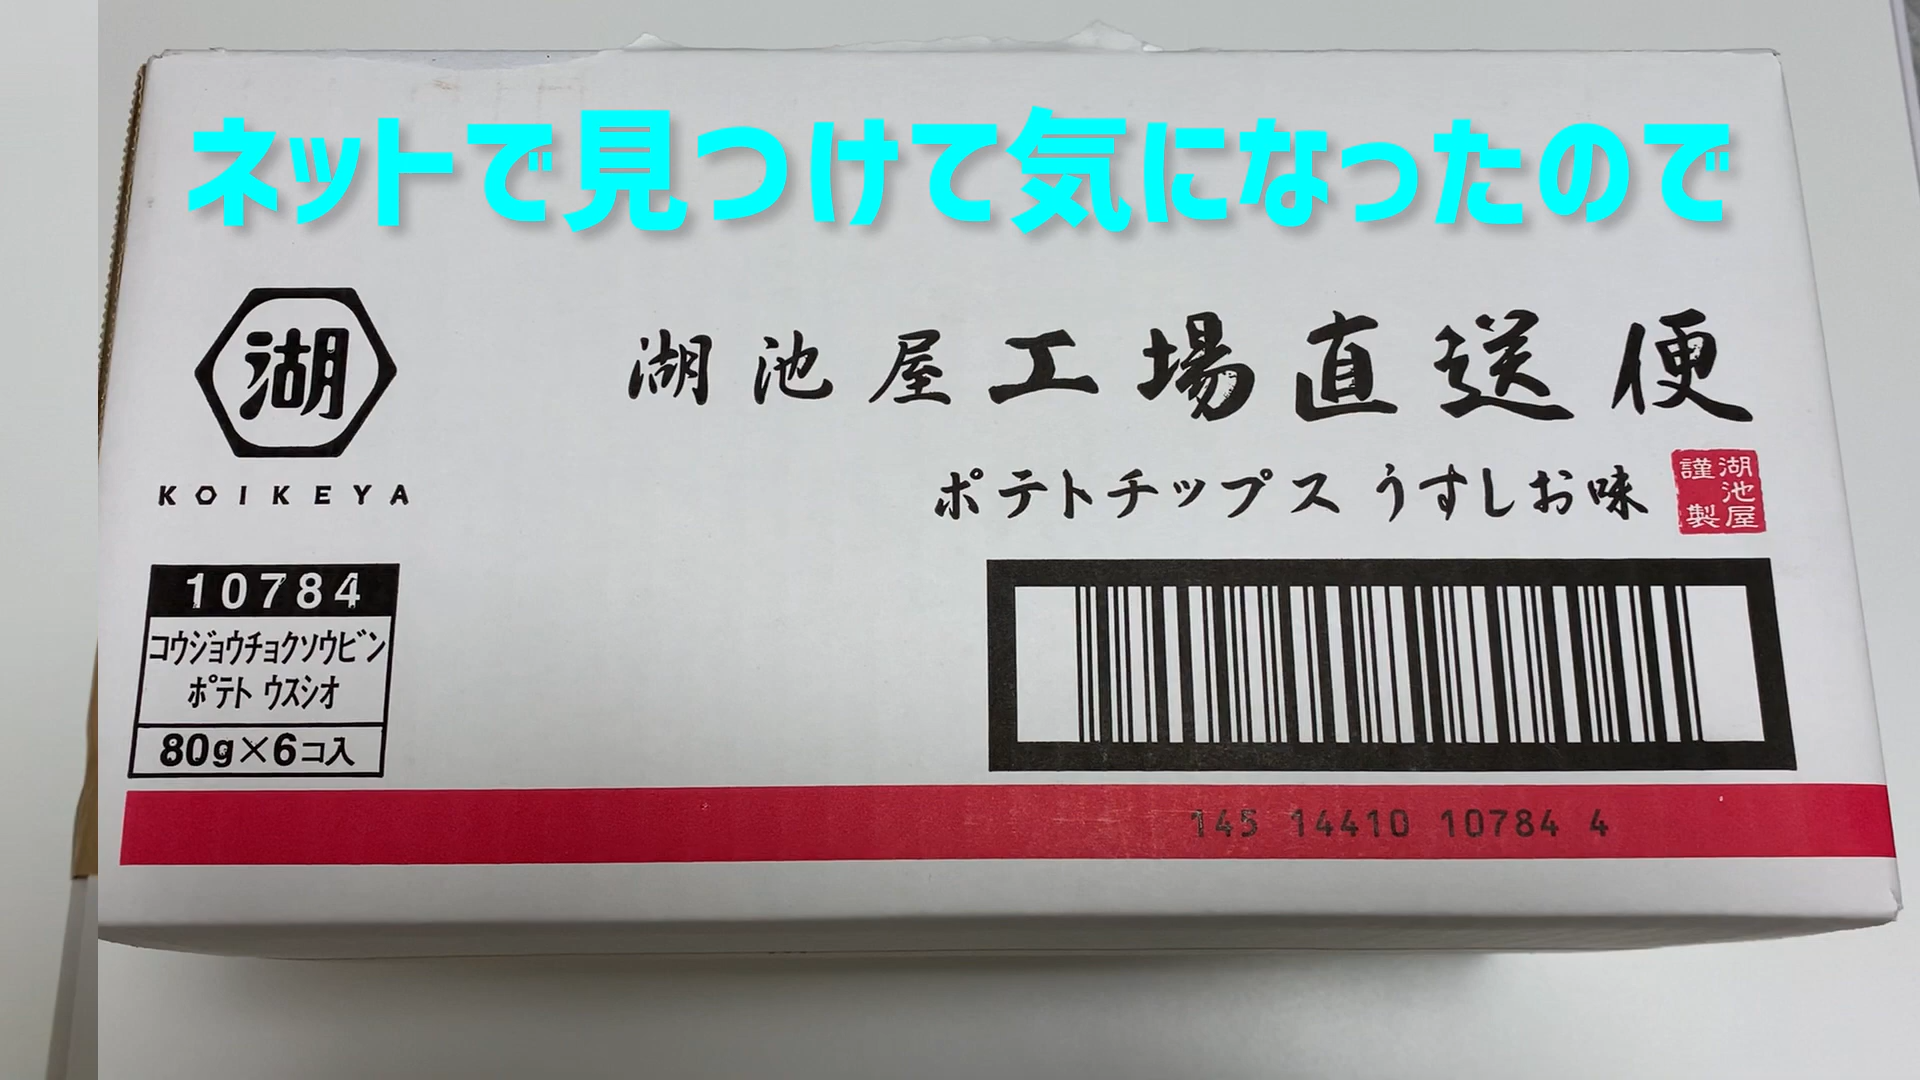 ネットで見つけて気になったので
湖
KOIKEYA
湖池屋工場直送便
ポテトチップス うすしお味
湖池屋
謹製
10784
コウジョウチョクソウビン
ポテト ウスシオ
80g×6コ入
145 14410 10784 4